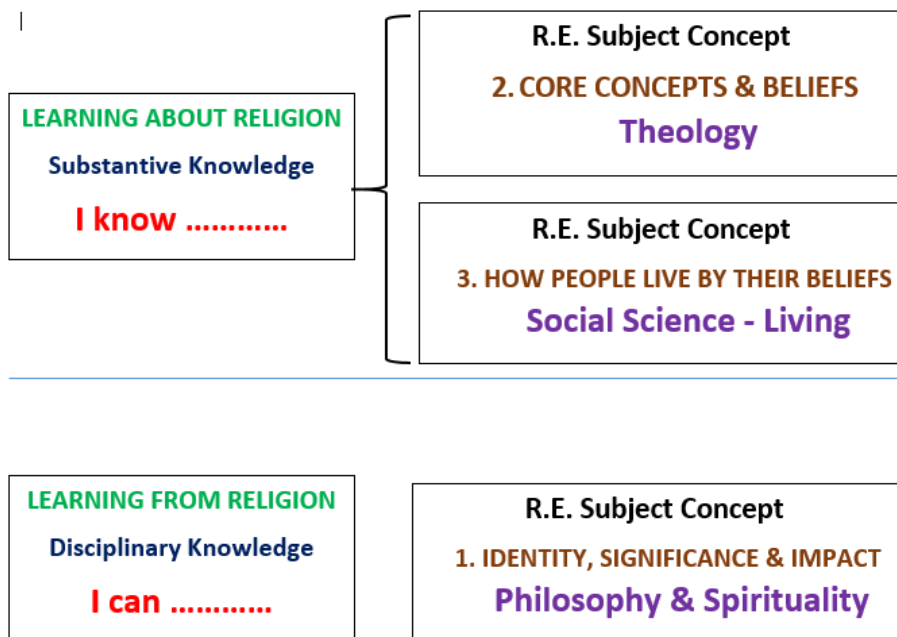 LEARNING ABOUT RELIGION
Substantive Knowledge
I know ............
R.E. Subject Concept
2. CORE CONCEPTS & BELIEFS
Theology
R.E. Subject Concept
3. HOW PEOPLE LIVE BY THEIR BELIEFS
Social Science - Living
LEARNING FROM RELIGION
Disciplinary Knowledge
I can ............
R.E. Subject Concept
1. IDENTITY, SIGNIFICANCE & IMPACT
Philosophy & Spirituality